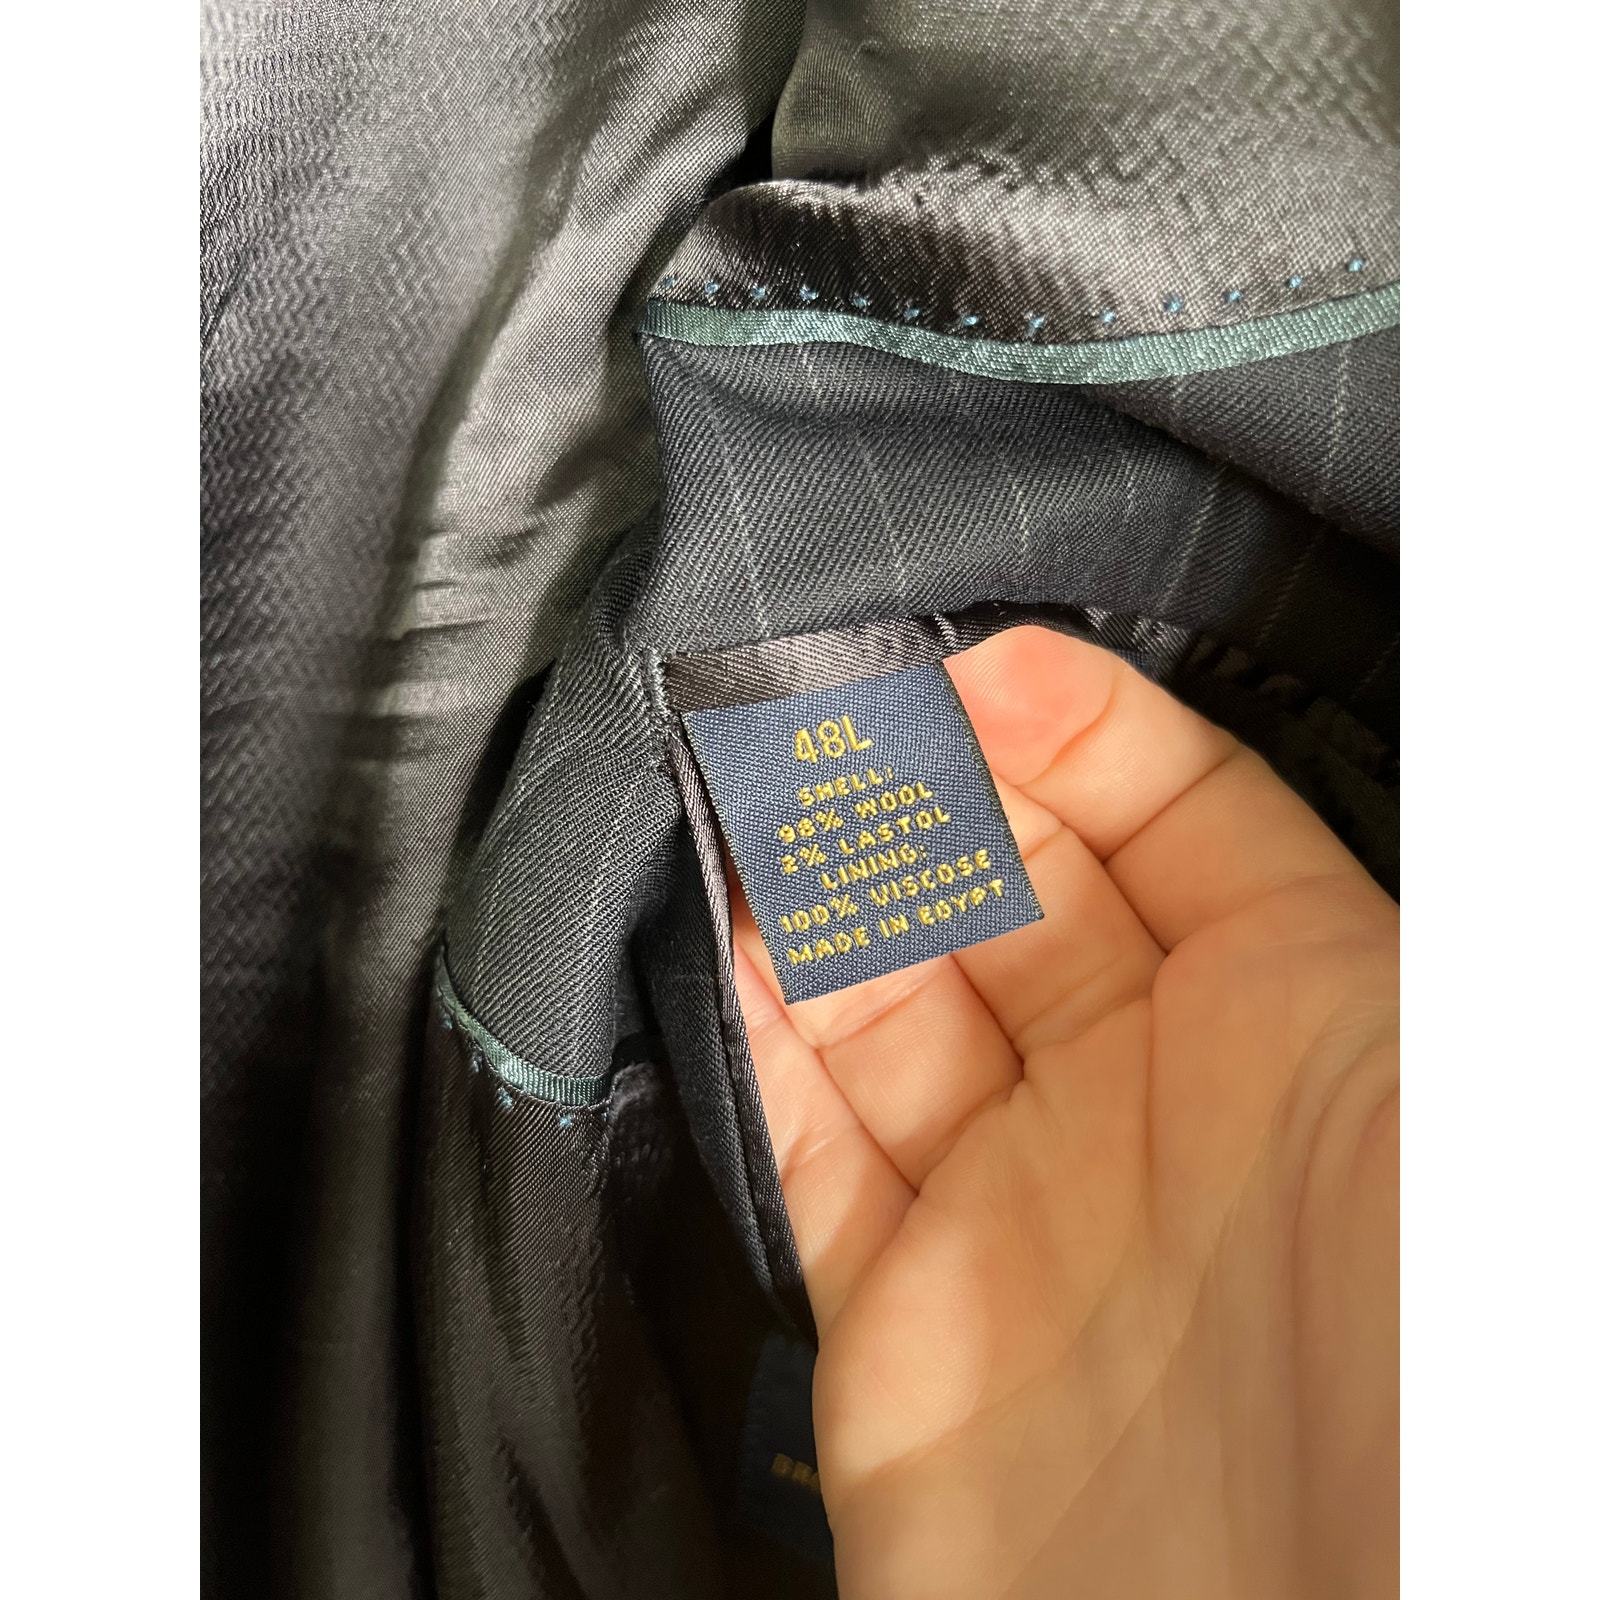 48L
SHELL:
98% WOOL
2% LASTOL
LINING:
100% VISCOSE
MADE IN EGYPT